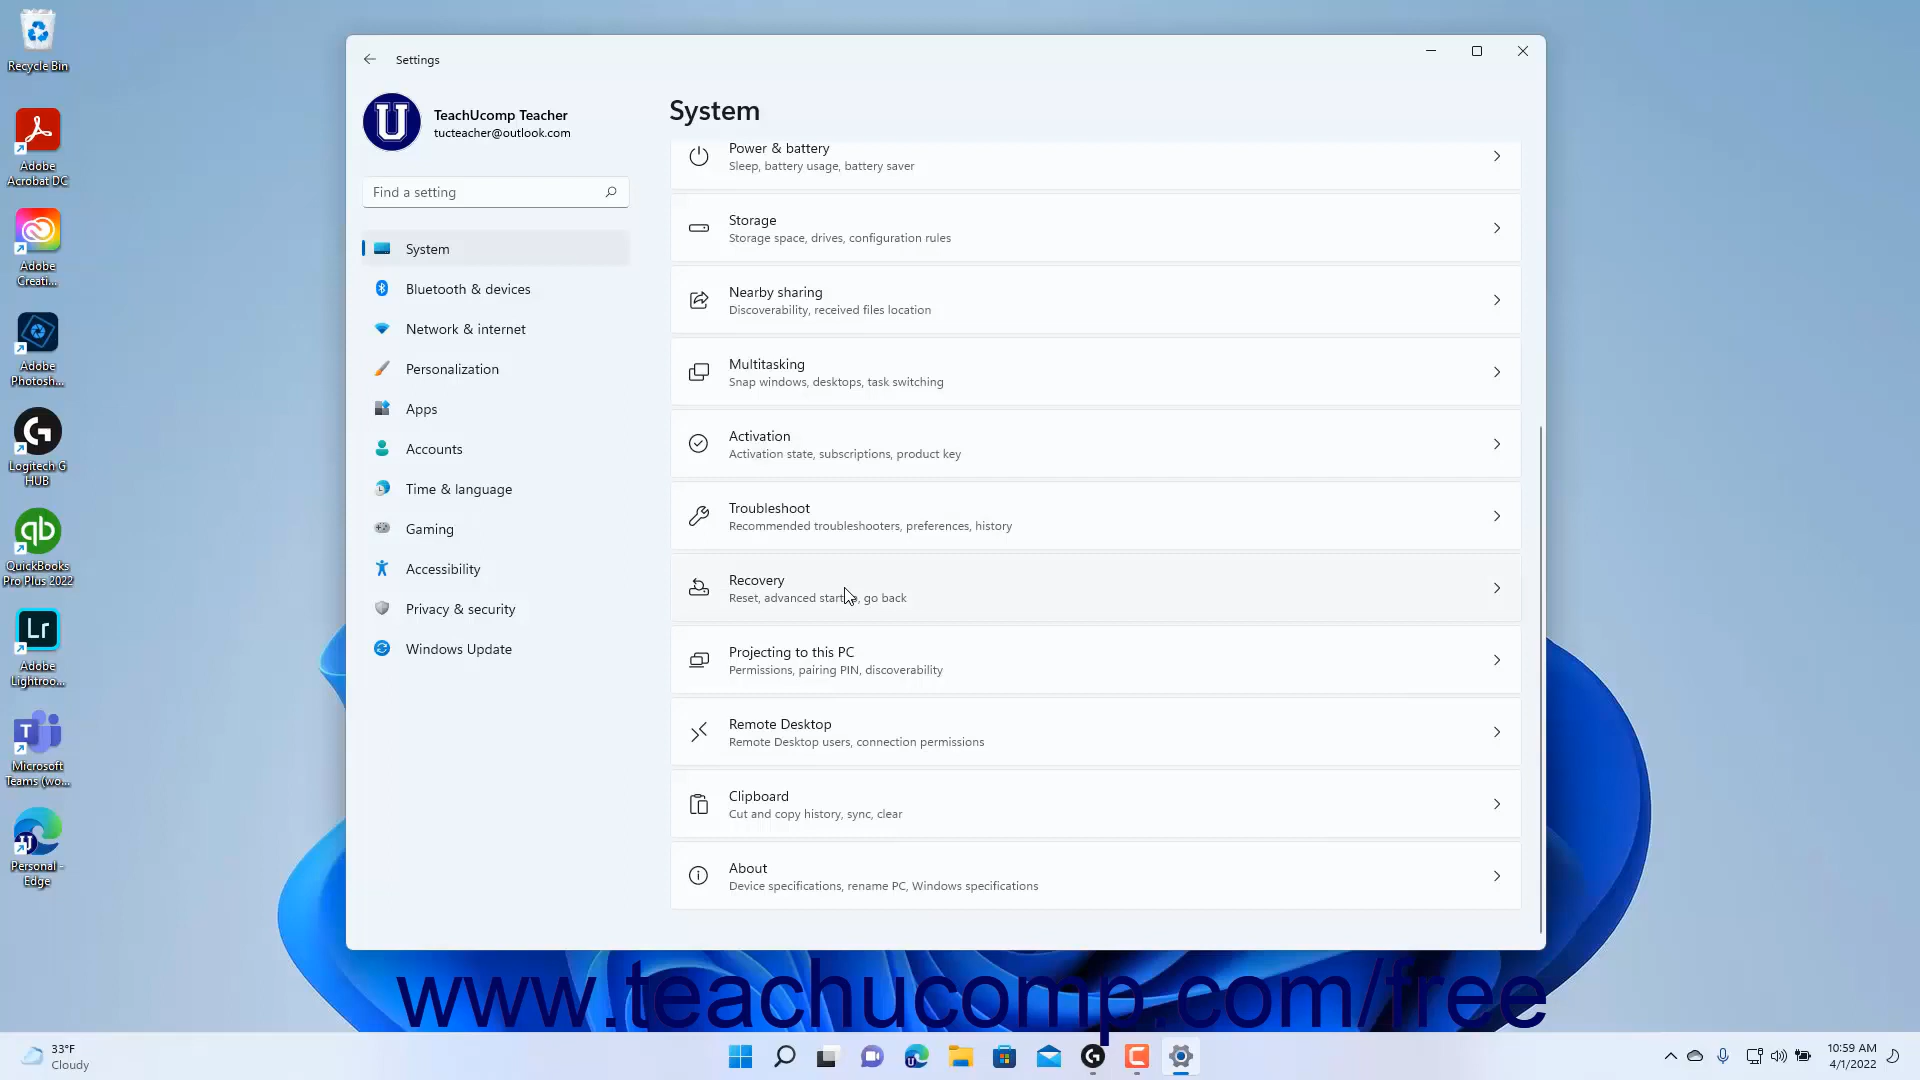 Settings
TeachUcomp Teacher
tucteacher@outlook.com
Find a setting
System
Bluetooth & devices
Network & internet
Personalization
Apps
Accounts
Time & language
Gaming
Accessibility
Privacy & security
Windows Update
System
Power & battery
Sleep, battery usage, battery saver
Storage
Storage space, drives, configuration rules
Nearby sharing
Discoverability, received files location
Multitasking
Snap windows, desktops, task switching
Activation
Activation state, subscriptions, product key
Troubleshoot
Recommended troubleshooters, preferences, history
Recovery
Reset, advanced start, go back
Projecting to this PC
Permissions, pairing PIN, discoverability
Remote Desktop
Remote Desktop users, connection permissions
Clipboard
Cut and copy history, sync, clear
About
Device specifications, rename PC, Windows specifications
Recycle Bin
Adobe
Acrobat DC
Adobe
Creati...
Adobe
Photosh...
Logitech G
HUB
qb
QuickBooks
Pro Plus 2022
Lr
Adobe
Lightroo...
T
Microsoft
Teams (wo...
Personal -
Edge
www.teachucomp.com/free
33°F
Cloudy
10:59 AM
4/1/2022